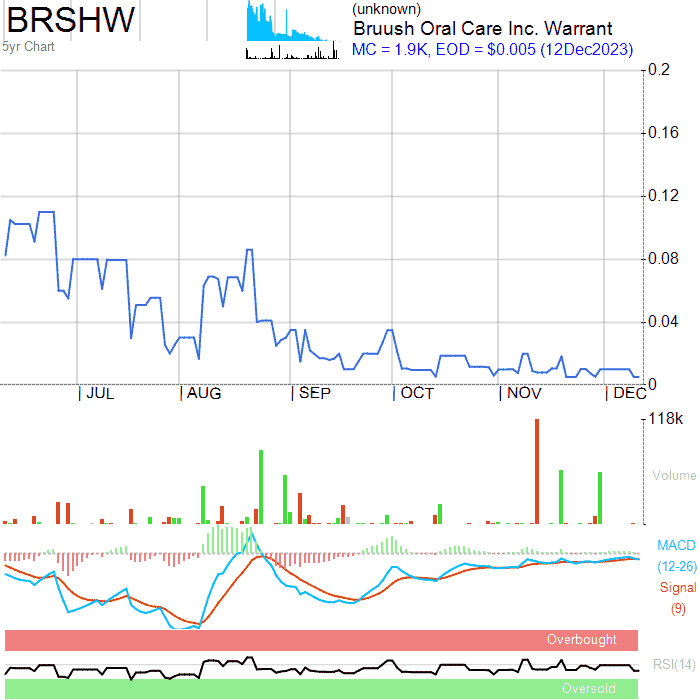 BRSHW
5yr Chart
(unknown)
Bruush Oral Care Inc. Warrant
MC = 1.9K, EOD = $0.005 (12Dec2023)
0.2
0.16
0.12
0.08
0.04
0
JUL AUG SEP OCT NOV DEC
118k
Volume
MACD
(12-26)
Signal
(9)
Overbought
RSI(14)
Oversold